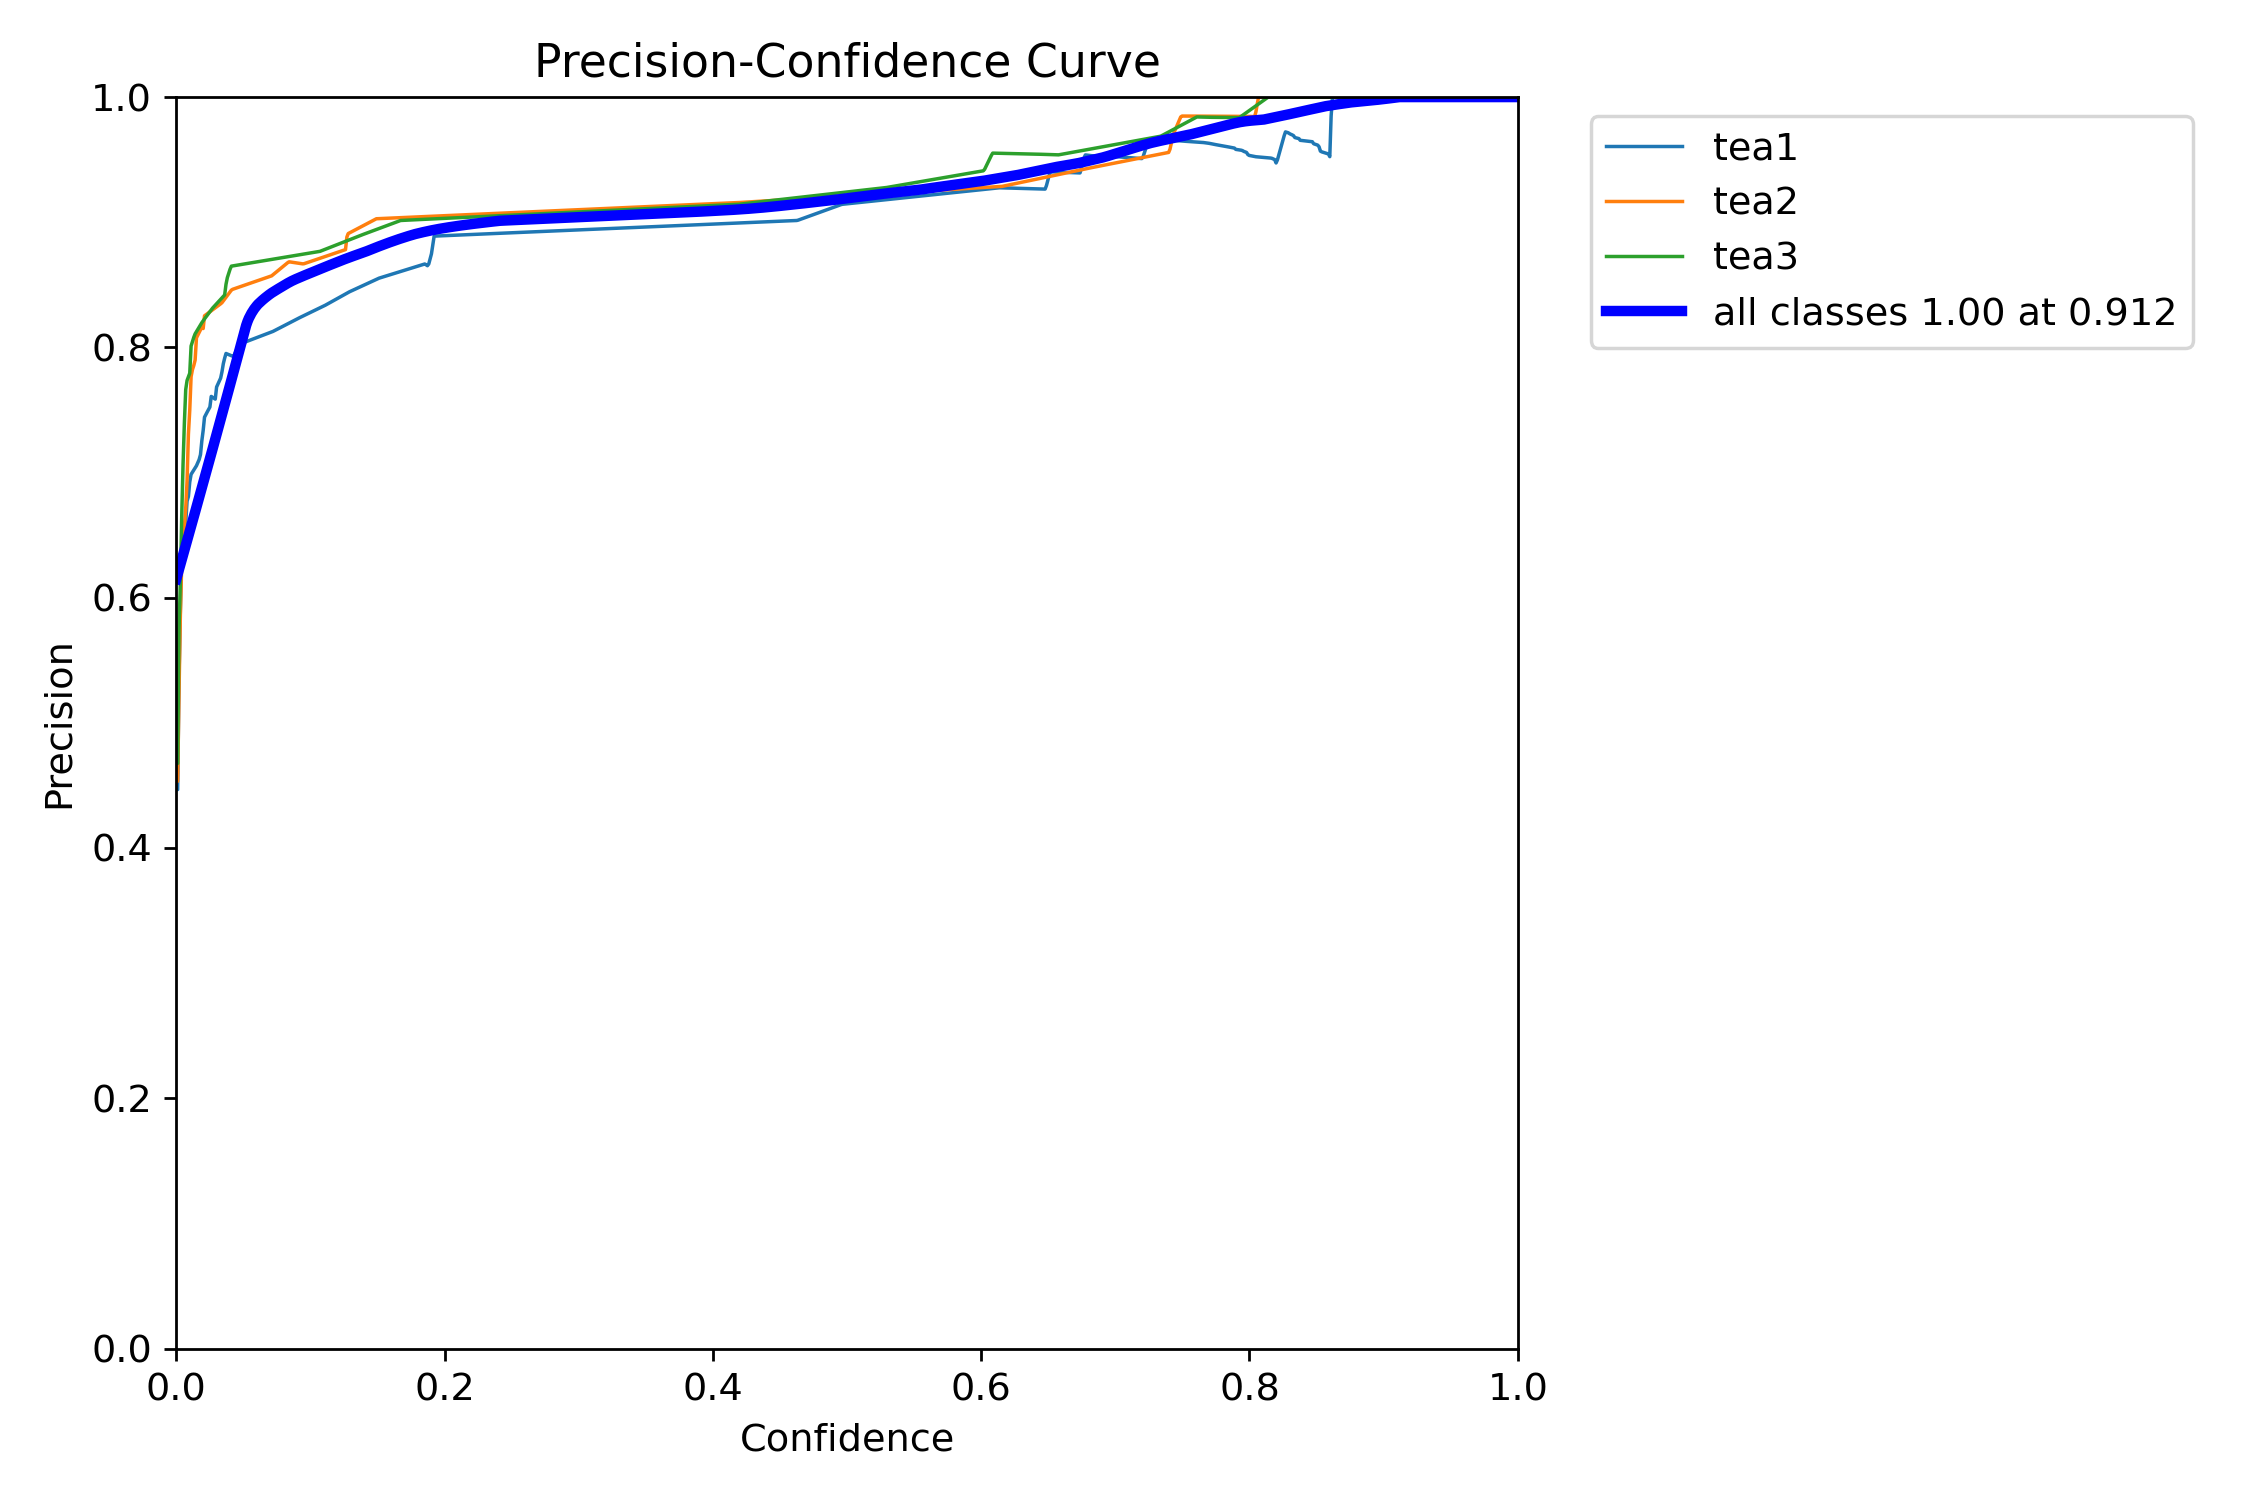 Precision-Confidence Curve
1.0
0.8
0.6
0.4
0.2
0.0
Precision
0.0 0.2 0.4 0.6 0.8 1.0
Confidence
tea1
tea2
tea3
all classes 1.00 at 0.912